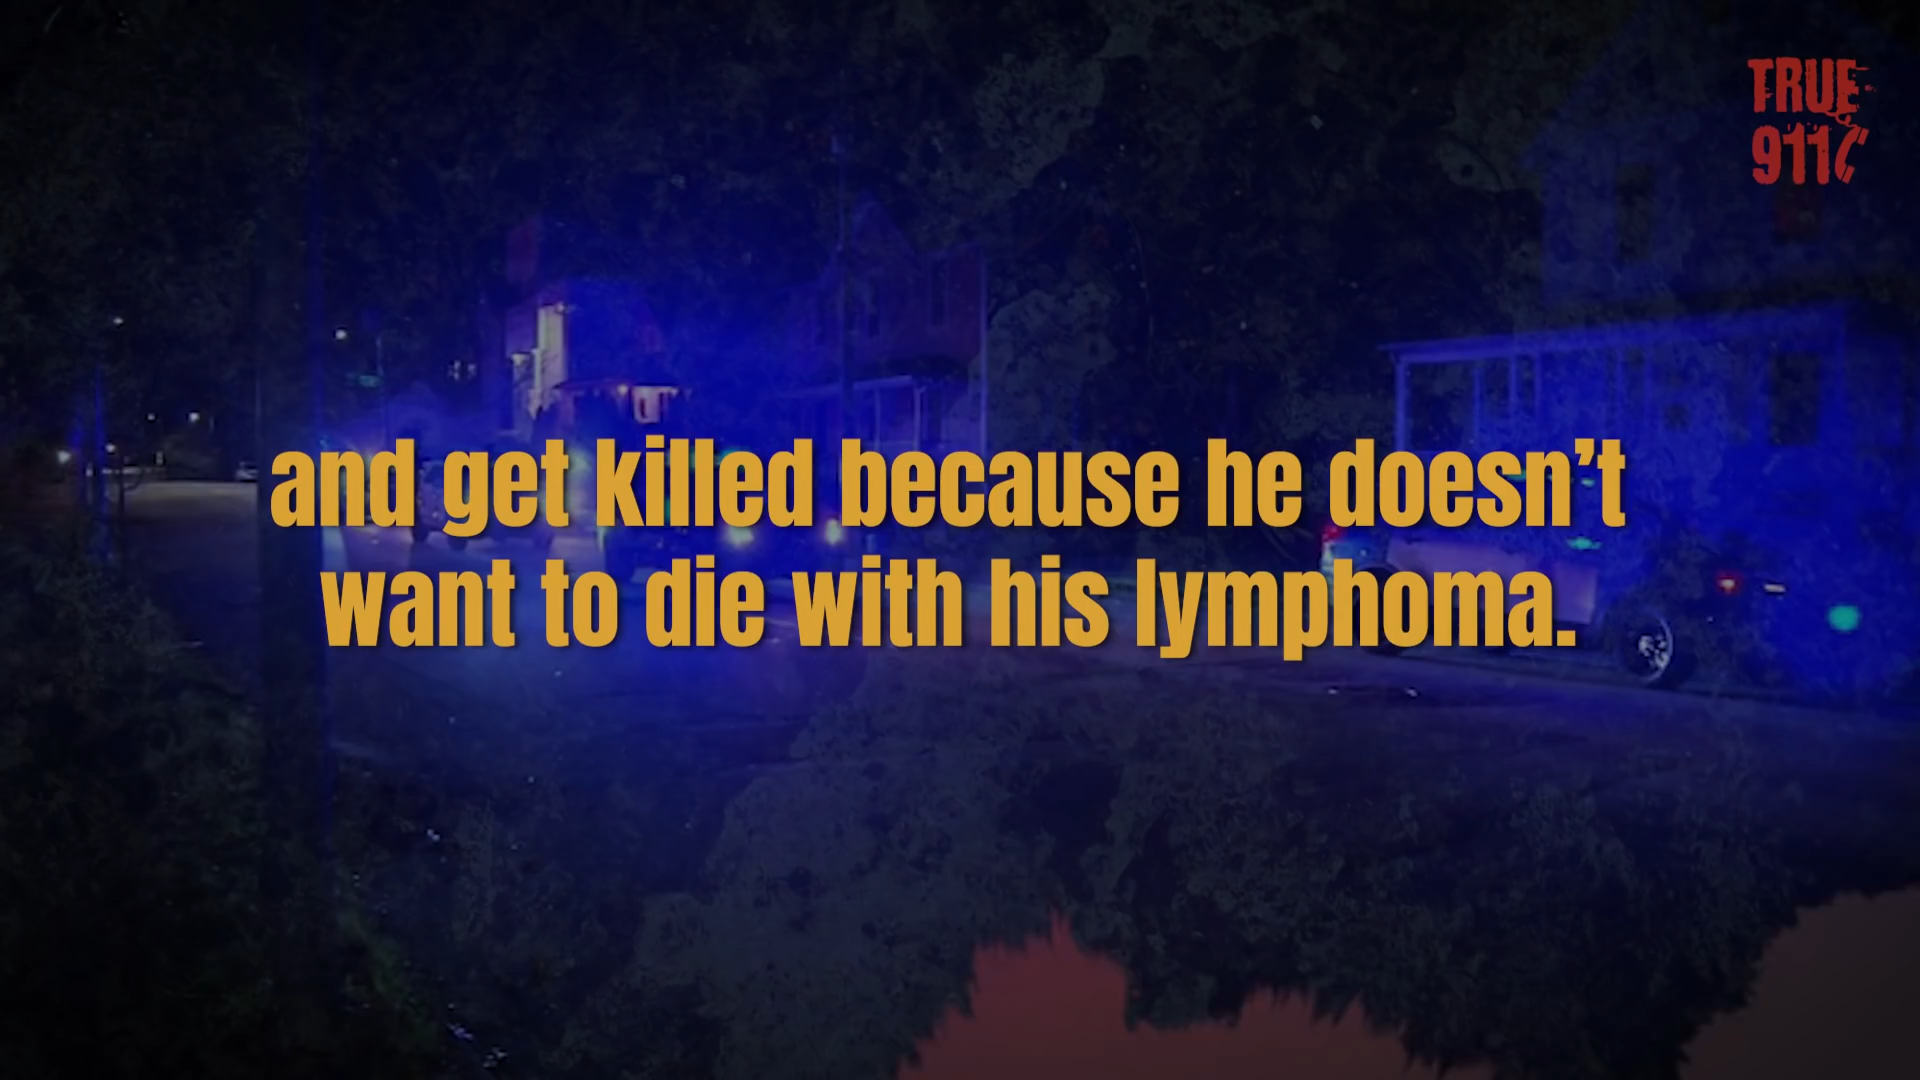 TRUE
911
and get killed because he doesn’t
want to die with his lymphoma.